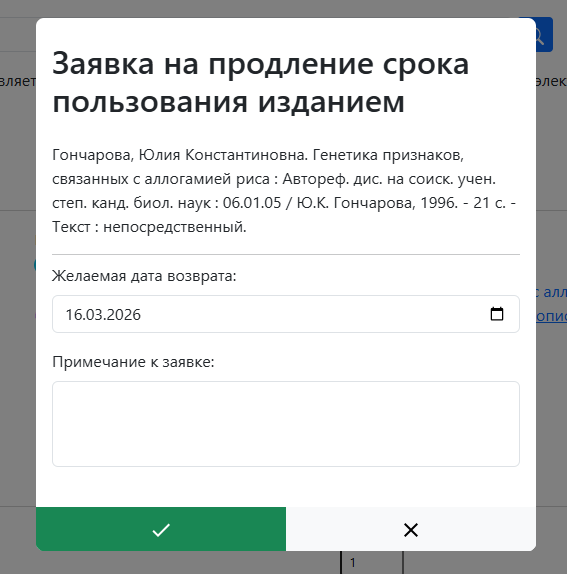 Заявка на продление срока
пользования изданием
Гончарова, Юлия Константиновна. Генетика признаков,
связанных с аллогамией риса : Автореф. дис. на соиск. учен.
степ. канд. биол. наук : 06.01.05 / Ю.К. Гончарова, 1996. - 21 с. -
Текст : непосредственный.
Желаемая дата возврата:
16.03.2026
Примечание к заявке:
1